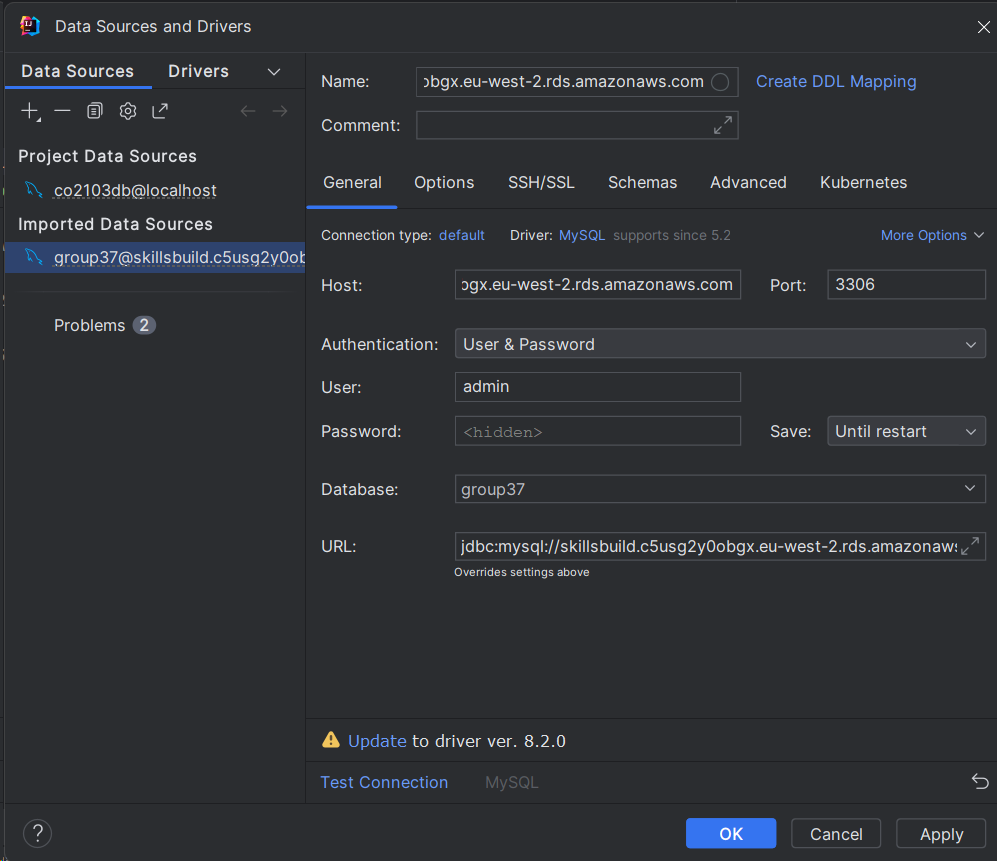 Data Sources and Drivers
Data Sources
Drivers
Project Data Sources
co2103db@localhost
Imported Data Sources
group37@skillsbuild.c5usg2y0ob
Problems 2
Name: obgx.eu-west-2.rds.amazonaws.com Create DDL Mapping
Comment:
General Options SSH/SSL Schemas Advanced Kubernetes
Connection type: default Driver: MySQL supports since 5.2 More Options
Host: obgx.eu-west-2.rds.amazonaws.com Port: 3306
Authentication: User & Password
User: admin
Password: <hidden> Save: Until restart
Database: group37
URL: jdbc:mysql://skillsbuild.c5usg2y0obgx.eu-west-2.rds.amazonaws
Overrides settings above
Update to driver ver. 8.2.0
Test Connection MySQL
? OK Cancel Apply